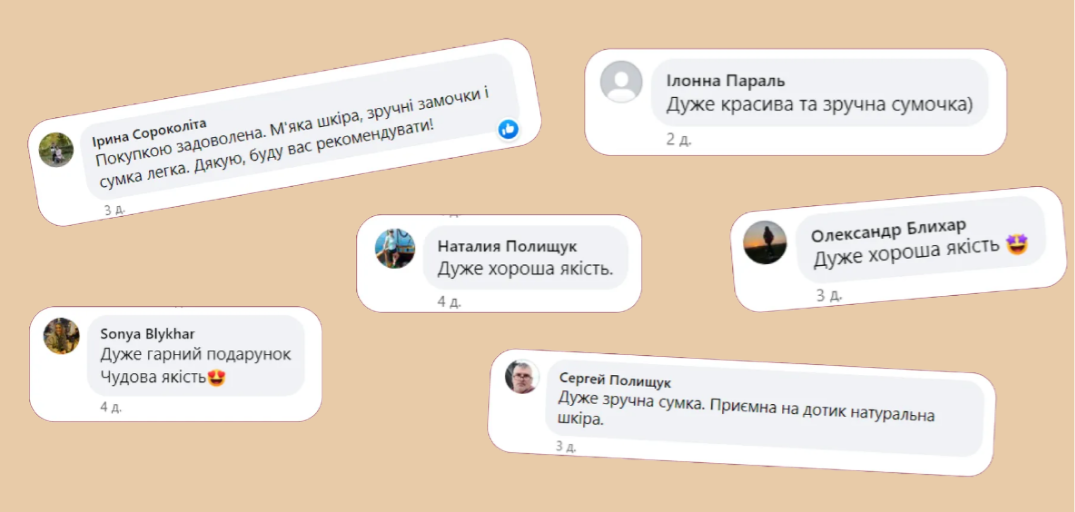 Ірина Сороколіта
Покупкою задоволена. М'яка шкіра, зручні замочки і
сумка легка. Дякую, буду вас рекомендувати!
3 д.
Ілонна Параль
Дуже красива та зручна сумочка)
2 д.
Наталия Полищук
Дуже хороша якість.
4 д.
Олександр Блихар
Дуже хороша якість 🤩
3 д.
Sonya Blykhar
Дуже гарний подарунок
Чудова якість😍
4 д.
Сергей Полищук
Дуже зручна сумка. Приємна на дотик натуральна
шкіра.
3 д.